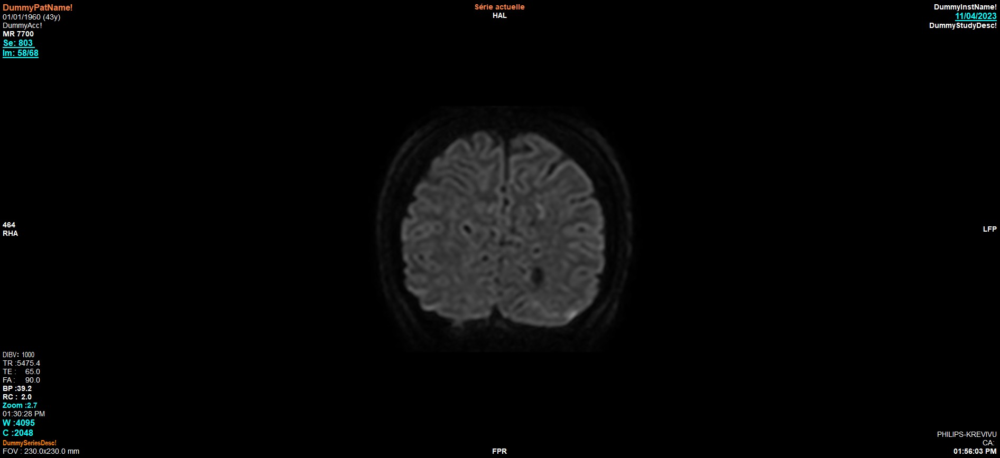 DummyPatName!
01/01/1960 (43y)
DummyAcc!
MR 7700
Se: 803
Im: 58/68
Série actuelle
HAL
DummyInstName!
11/04/2023
DummyStudyDesc!
464
RHA
LFP
DIBV: 1000
TR :5475.4
TE : 65.0
FA : 90.0
BP :39.2
RC : 2.0
Zoom :2.7
01:30:28 PM
W :4095
C :2048
DummySeriesDesc!
FOV : 230.0x230.0 mm
FPR
PHILIPS-KREVIVU
CA:
01:56:03 PM